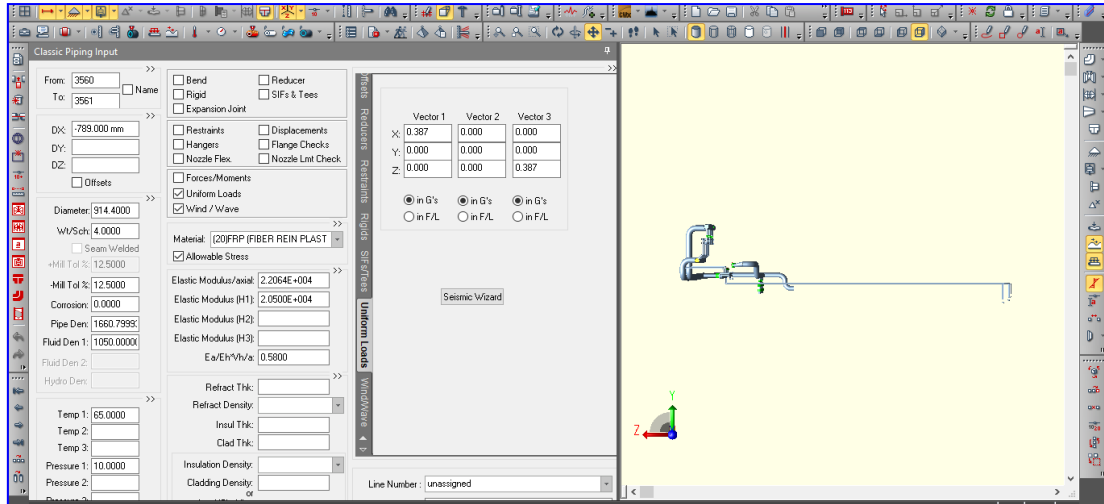 Classic Piping Input
>>
From: 3560
To: 3561
Name
>>
DX: -789.000 mm
DY:
DZ:
Offsets
>>
Diameter: 914.4000
Wt/Sch: 4.0000
Seam Welded
+Mill Tol %: 12.5000
-Mill Tol %: 12.5000
Corrosion: 0.0000
Pipe Den: 1660.7999
Fluid Den 1: 1050.0000
Fluid Den 2:
Hydro Den:
>>
Temp 1: 65.0000
Temp 2:
Temp 3:
Pressure 1: 10.0000
Pressure 2:
Bend
Reducer
Rigid
SIFs & Tees
Expansion Joint
Restraints
Displacements
Hangers
Flange Checks
Nozzle Flex.
Nozzle Lmt Check
Forces/Moments
Uniform Loads
Wind / Wave
>>
Material: (20)FRP (FIBER REIN PLAST
Allowable Stress
>>
Elastic Modulus/axial: 2.2064E+004
Elastic Modulus (H1): 2.0500E+004
Elastic Modulus (H2):
Elastic Modulus (H3):
Ea/Eh*Vh/a: 0.5800
>>
Refract Thk:
Refract Density:
Insul Thk:
Clad Thk:
Insulation Density:
Cladding Density:
or
>>
Reducers
Restraints
Rigids
SIFs/Tees
Uniform Loads
Wind/Wave
Vector 1 Vector 2 Vector 3
X: 0.387 0.000 0.000
Y: 0.000 0.000 0.000
Z: 0.000 0.000 0.387
in G's in G's in G's
in F/L in F/L in F/L
Seismic Wizard
Line Number : unassigned
Y
Z